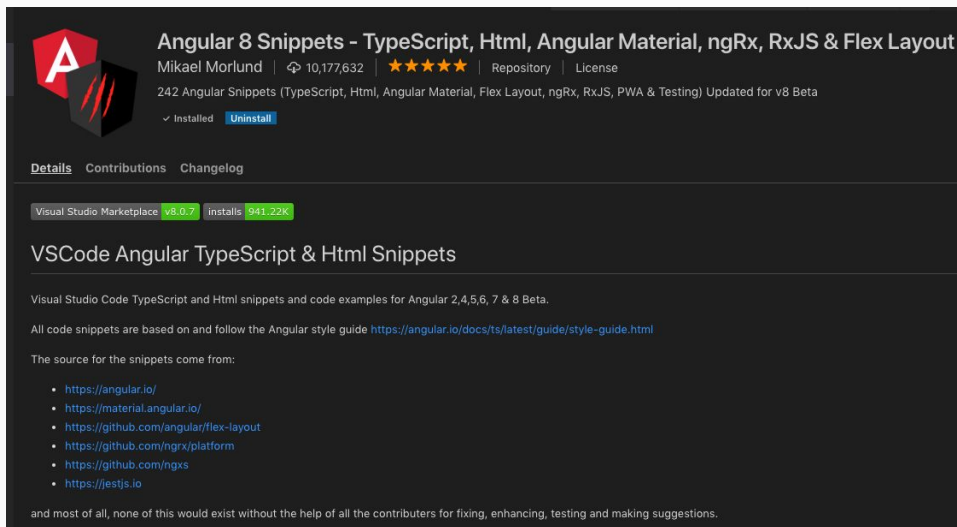 Angular 8 Snippets - TypeScript, Html, Angular Material, ngRx, RxJS & Flex Layout
Mikael Morlund | 10,177,632 | ★★★★★ | Repository | License
242 Angular Snippets (TypeScript, Html, Angular Material, Flex Layout, ngRx, RxJS, PWA & Testing) Updated for v8 Beta
✓ Installed Uninstall
Details Contributions Changelog
Visual Studio Marketplace v8.0.7 installs 941.22K
VSCode Angular TypeScript & Html Snippets
Visual Studio Code TypeScript and Html snippets and code examples for Angular 2,4,5,6, 7 & 8 Beta.
All code snippets are based on and follow the Angular style guide https://angular.io/docs/ts/latest/guide/style-guide.html
The source for the snippets come from:
• https://angular.io/
• https://material.angular.io/
• https://github.com/angular/flex-layout
• https://github.com/ngrx/platform
• https://github.com/ngxs
• https://jestjs.io
and most of all, none of this would exist without the help of all the contributers for fixing, enhancing, testing and making suggestions.